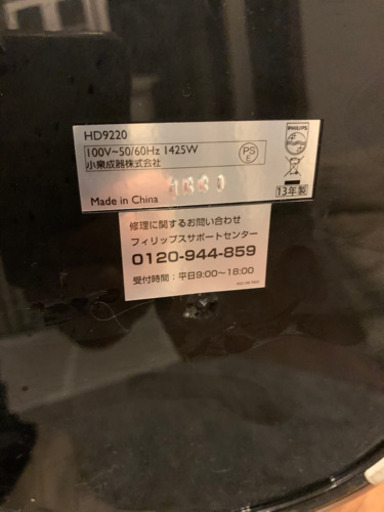 HD9220
100V~50/60Hz 1425W
小泉成器株式会社
Made in China
PS
E
PHILIPS
13年製
修理に関するお問い合わせ
フィリップスサポートセンター
0120-944-859
受付時間：平日9:00～18:00